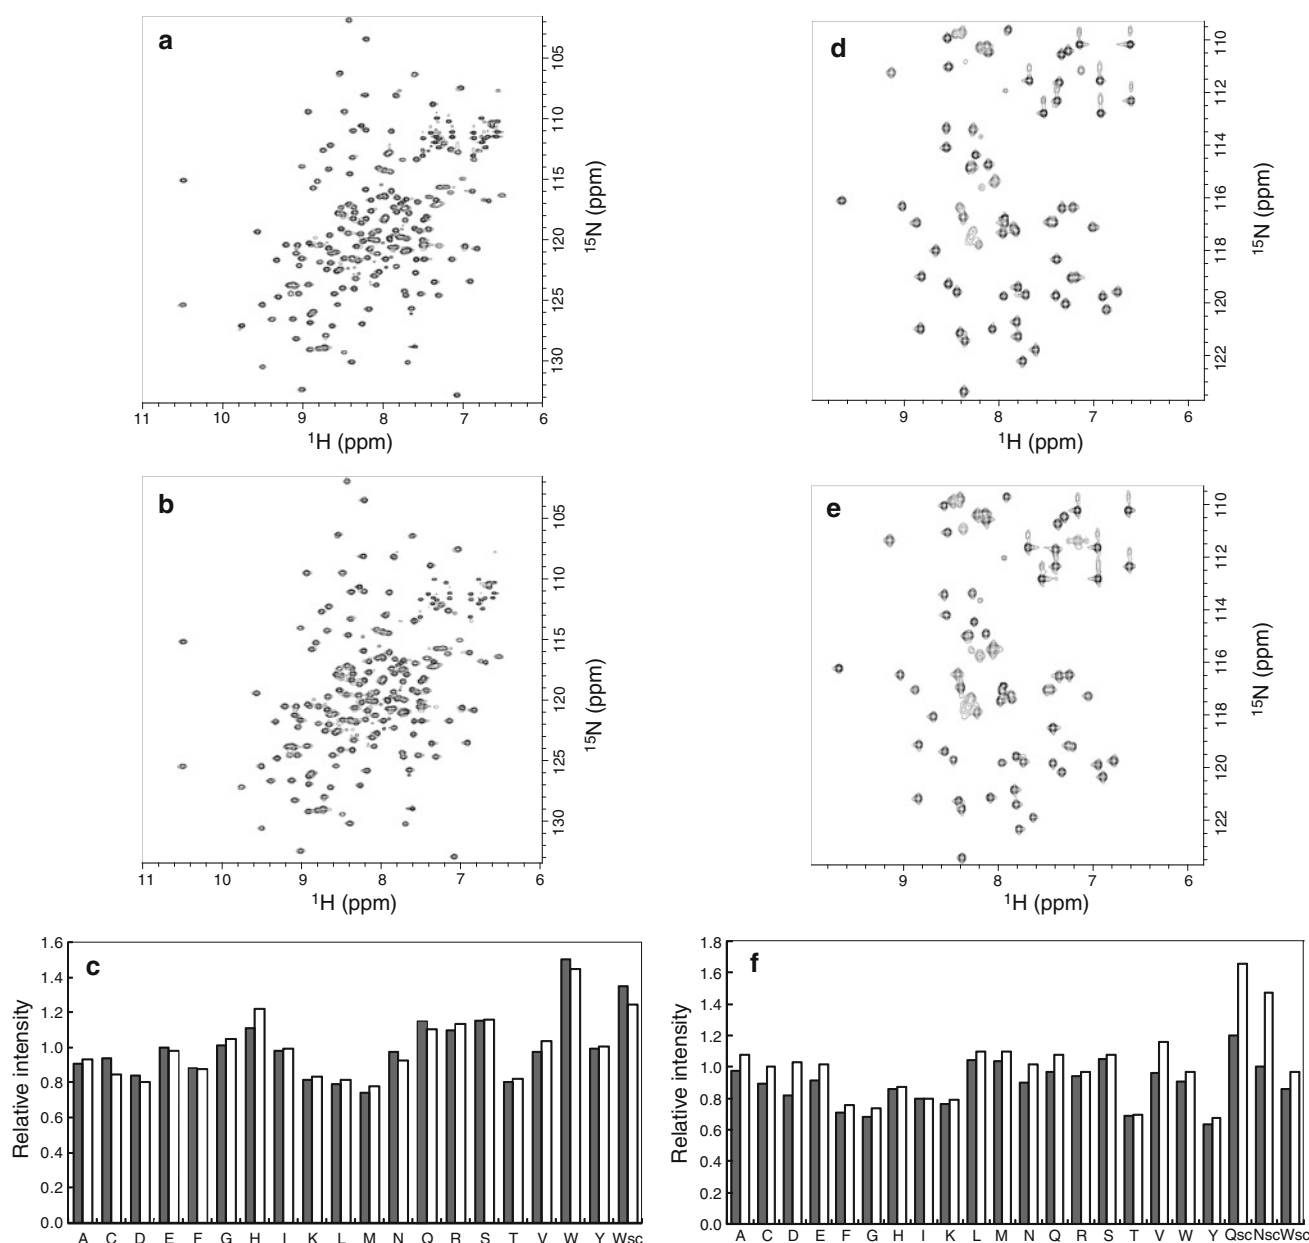 a
105
110
115
120
125
130
15N (ppm)
11 10 9 8 7 6
1H (ppm)
d
110
112
114
116
118
120
122
15N (ppm)
9 8 7 6
1H (ppm)
b
105
110
115
120
125
130
15N (ppm)
11 10 9 8 7 6
1H (ppm)
e
110
112
114
116
118
120
122
15N (ppm)
9 8 7 6
1H (ppm)
c
Relative intensity
1.6
1.4
1.2
1.0
0.8
0.6
0.4
0.2
0.0
A C D E F G H I K L M N Q R S T V W Y Wsc
f
Relative intensity
1.8
1.6
1.4
1.2
1.0
0.8
0.6
0.4
0.2
0.0
A C D E F G H I K L M N Q R S T V W Y Qsc Nsc Wsc